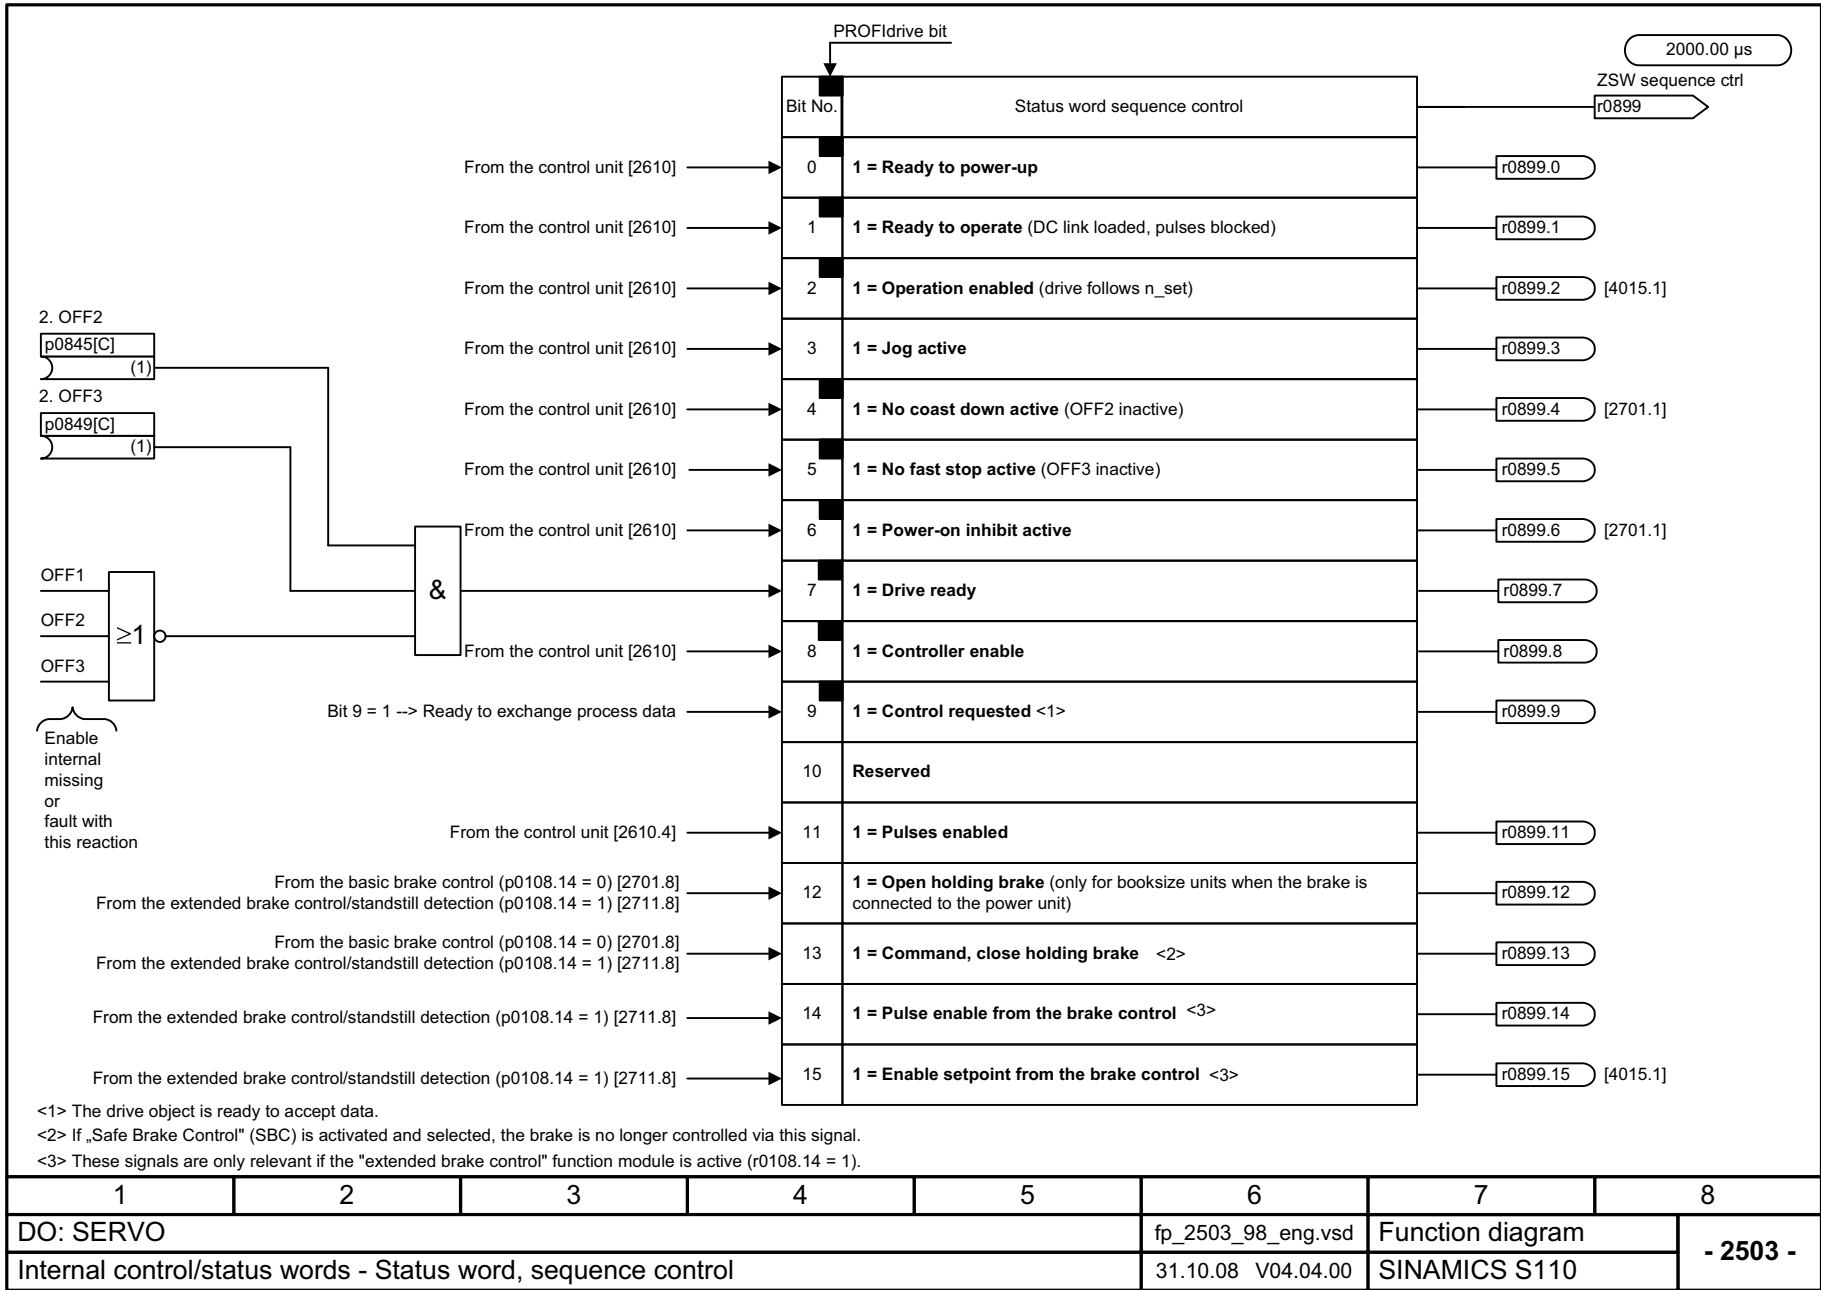 PROFIdrive bit
2000.00 µs
ZSW sequence ctrl
Bit No. Status word sequence control r0899
From the control unit [2610] 0 1 = Ready to power-up r0899.0
From the control unit [2610] 1 1 = Ready to operate (DC link loaded, pulses blocked) r0899.1
From the control unit [2610] 2 1 = Operation enabled (drive follows n_set) r0899.2 [4015.1]
2. OFF2
p0845[C]
(1)
From the control unit [2610] 3 1 = Jog active r0899.3
2. OFF3
p0849[C]
(1)
From the control unit [2610] 4 1 = No coast down active (OFF2 inactive) r0899.4 [2701.1]
From the control unit [2610] 5 1 = No fast stop active (OFF3 inactive) r0899.5
From the control unit [2610] 6 1 = Power-on inhibit active r0899.6 [2701.1]
OFF1
OFF2
OFF3
≥1
&
7 1 = Drive ready r0899.7
From the control unit [2610] 8 1 = Controller enable r0899.8
Bit 9 = 1 --> Ready to exchange process data 9 1 = Control requested <1> r0899.9
Enable
internal
missing
or
fault with
this reaction
10 Reserved
From the control unit [2610.4] 11 1 = Pulses enabled r0899.11
From the basic brake control (p0108.14 = 0) [2701.8]
From the extended brake control/standstill detection (p0108.14 = 1) [2711.8]
12 1 = Open holding brake (only for booksize units when the brake is
connected to the power unit)
r0899.12
From the basic brake control (p0108.14 = 0) [2701.8]
From the extended brake control/standstill detection (p0108.14 = 1) [2711.8]
13 1 = Command, close holding brake <2> r0899.13
From the extended brake control/standstill detection (p0108.14 = 1) [2711.8] 14 1 = Pulse enable from the brake control <3> r0899.14
From the extended brake control/standstill detection (p0108.14 = 1) [2711.8] 15 1 = Enable setpoint from the brake control <3> r0899.15 [4015.1]
<1> The drive object is ready to accept data.
<2> If „Safe Brake Control" (SBC) is activated and selected, the brake is no longer controlled via this signal.
<3> These signals are only relevant if the "extended brake control" function module is active (r0108.14 = 1).
1 2 3 4 5 6 7 8
DO: SERVO fp_2503_98_eng.vsd Function diagram - 2503 -
Internal control/status words - Status word, sequence control 31.10.08 V04.04.00 SINAMICS S110